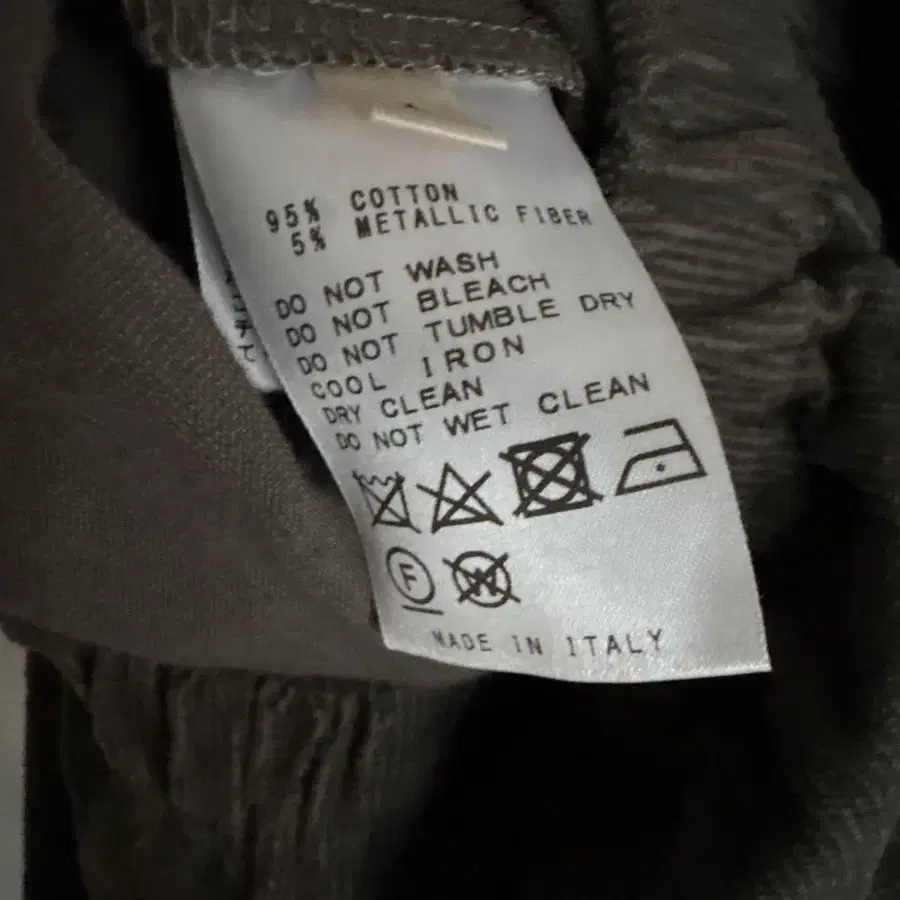 95% COTTON
5% METALLIC FIBER
DO NOT WASH
DO NOT BLEACH
DO NOT TUMBLE DRY
COOL IRON
DRY CLEAN
DO NOT WET CLEAN
F W
MADE IN ITALY